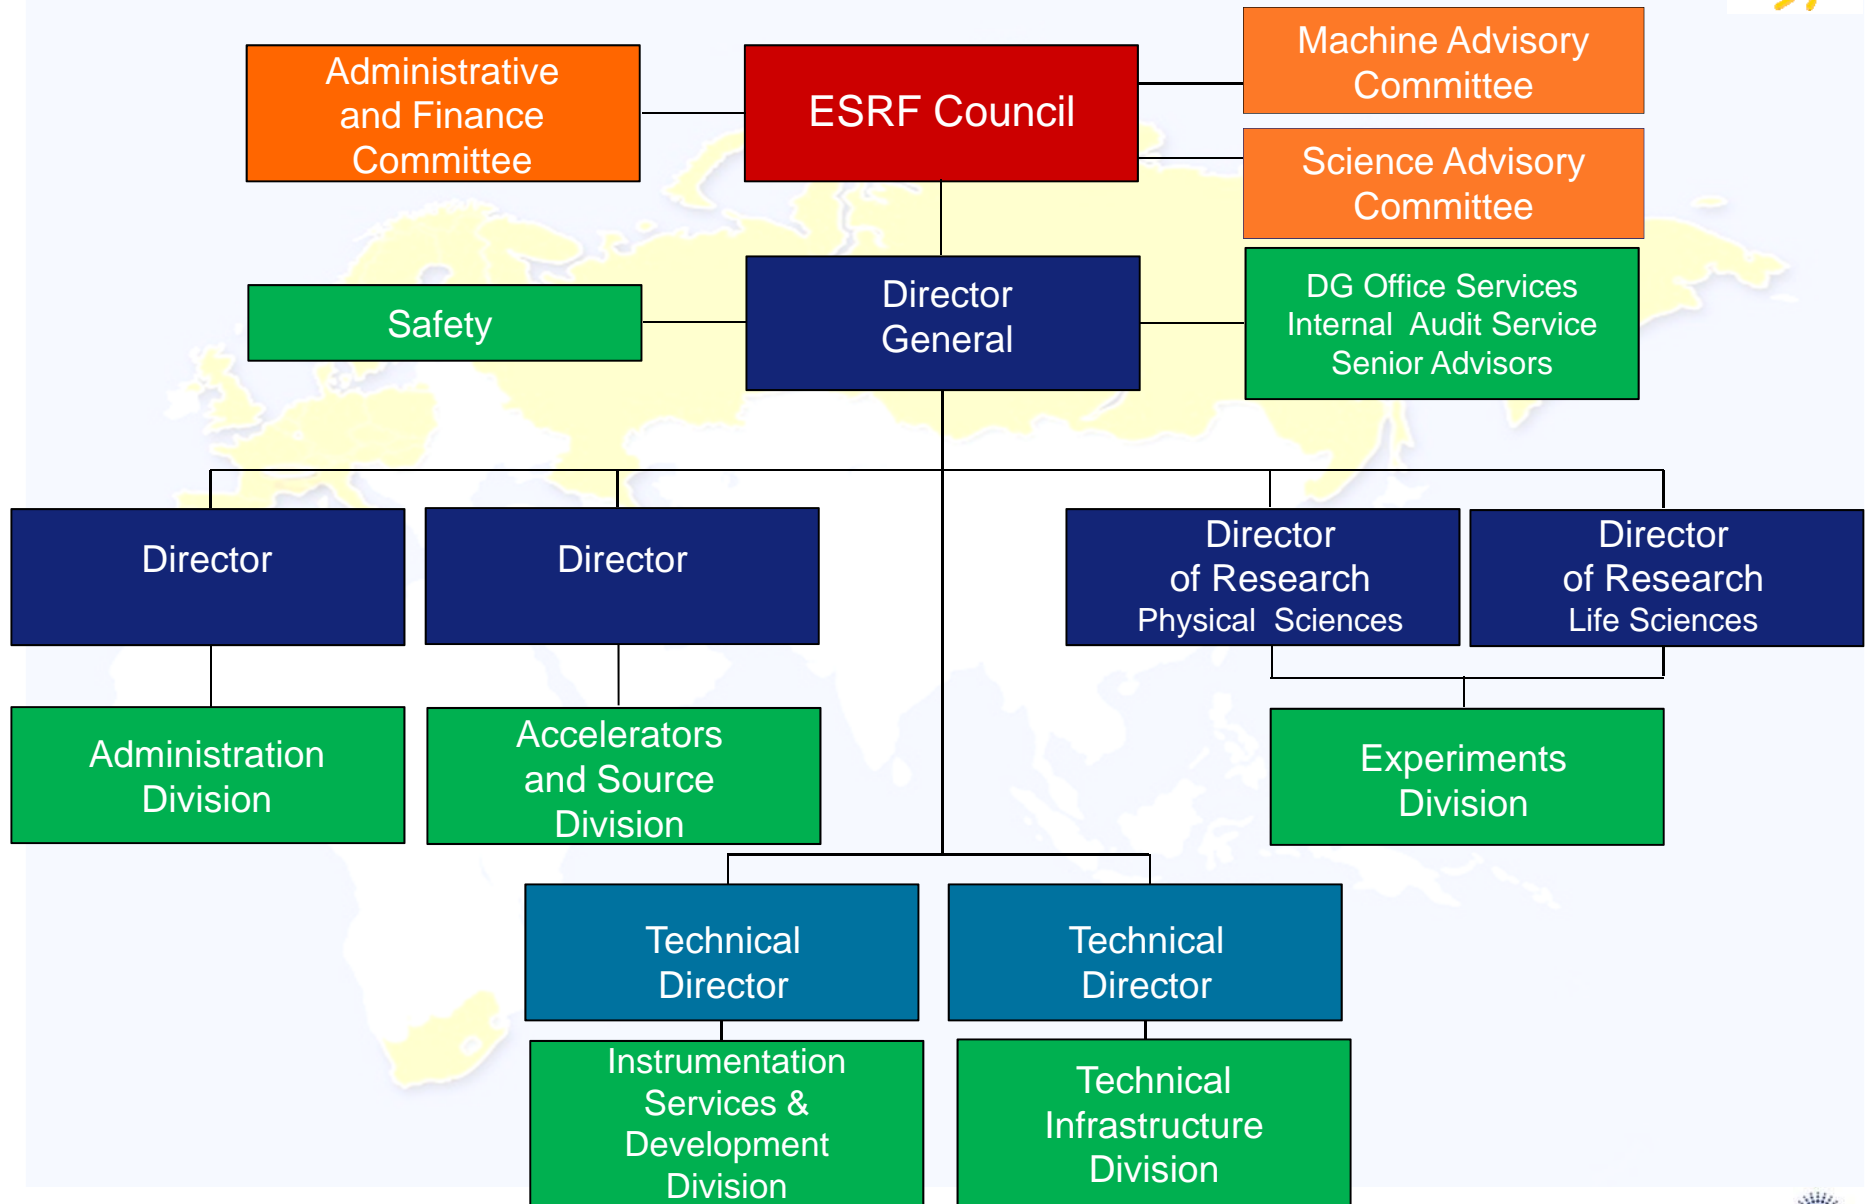 Administrative
and Finance
Committee
ESRF Council
Machine Advisory
Committee
Science Advisory
Committee
Safety
Director
General
DG Office Services
Internal Audit Service
Senior Advisors
Director
Director
Director
of Research
Physical Sciences
Director
of Research
Life Sciences
Administration
Division
Accelerators
and Source
Division
Experiments
Division
Technical
Director
Technical
Director
Instrumentation
Services &
Development
Division
Technical
Infrastructure
Division